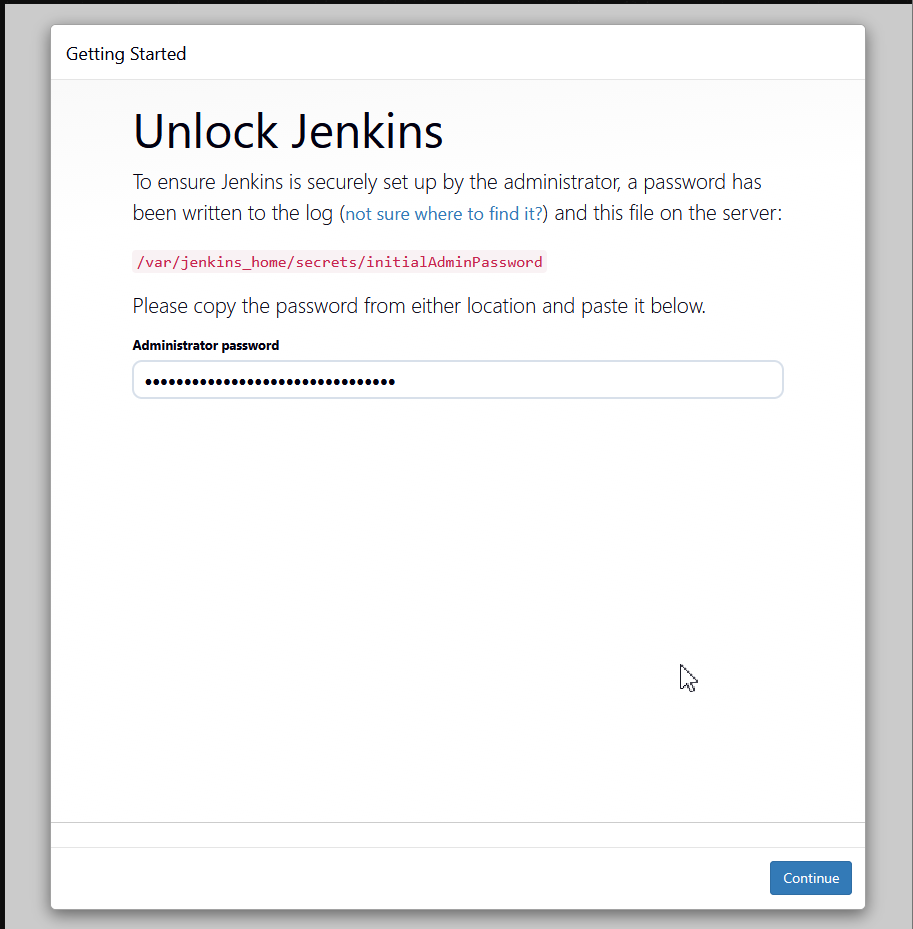 Getting Started
Unlock Jenkins
To ensure Jenkins is securely set up by the administrator, a password has
been written to the log (not sure where to find it?) and this file on the server:
/var/jenkins_home/secrets/initialAdminPassword
Please copy the password from either location and paste it below.
Administrator password
••••••••••••••••••••••••••••••••
Continue